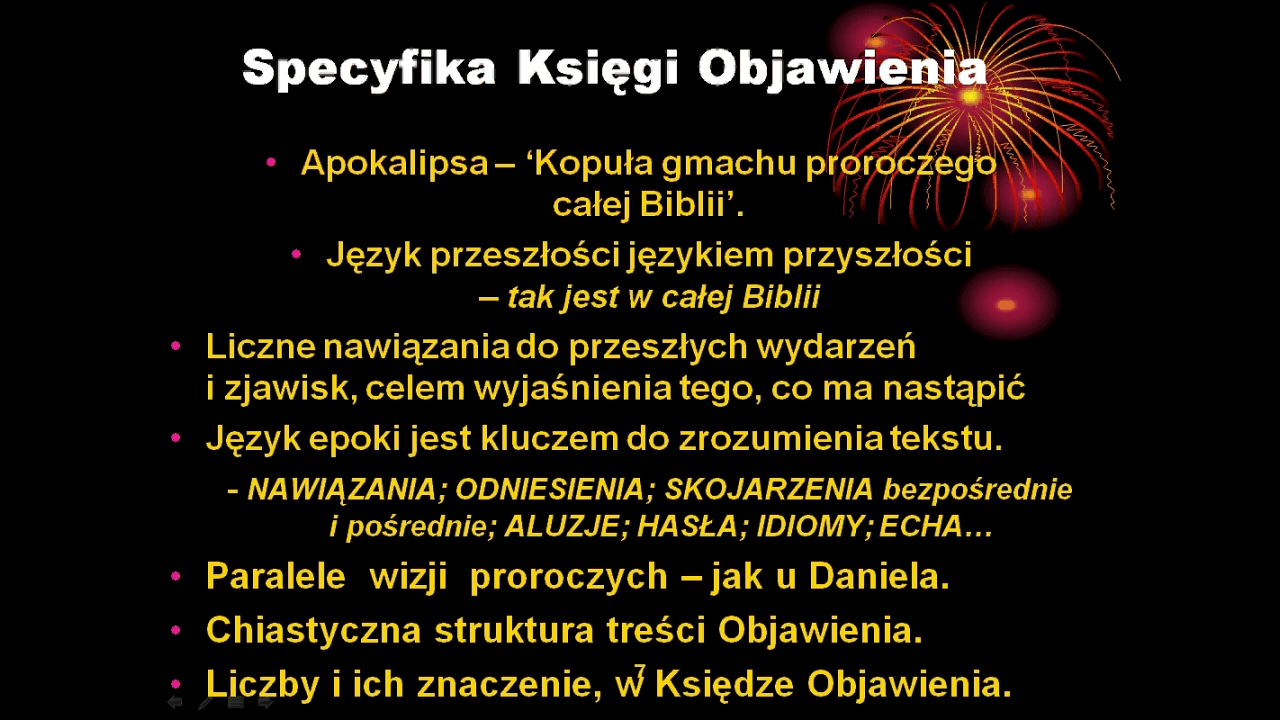 Specyfika Księgi Objawienia
• Apokalipsa – ‘Kopuła gmachu proroczego
całej Biblii’.
• Język przeszłości językiem przyszłości
– tak jest w całej Biblii
• Liczne nawiązania do przeszłych wydarzeń
i zjawisk, celem wyjaśnienia tego, co ma nastąpić
• Język epoki jest kluczem do zrozumienia tekstu.
- NAWIĄZANIA; ODNIESIENIA; SKOJARZENIA bezpośrednie
i pośrednie; ALUZJE; HASŁA; IDIOMY; ECHA…
• Paralele wizji proroczych – jak u Daniela.
• Chiastyczna struktura treści Objawienia.
• Liczby i ich znaczenie, w Księdze Objawienia.
7